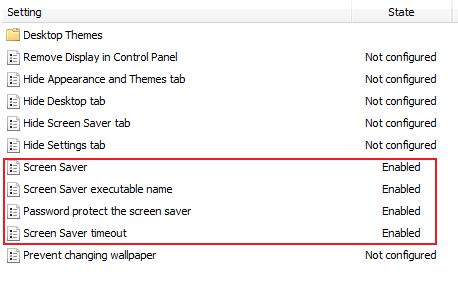 Setting State
Desktop Themes
Remove Display in Control Panel Not configured
Hide Appearance and Themes tab Not configured
Hide Desktop tab Not configured
Hide Screen Saver tab Not configured
Hide Settings tab Not configured
Screen Saver Enabled
Screen Saver executable name Enabled
Password protect the screen saver Enabled
Screen Saver timeout Enabled
Prevent changing wallpaper Not configured